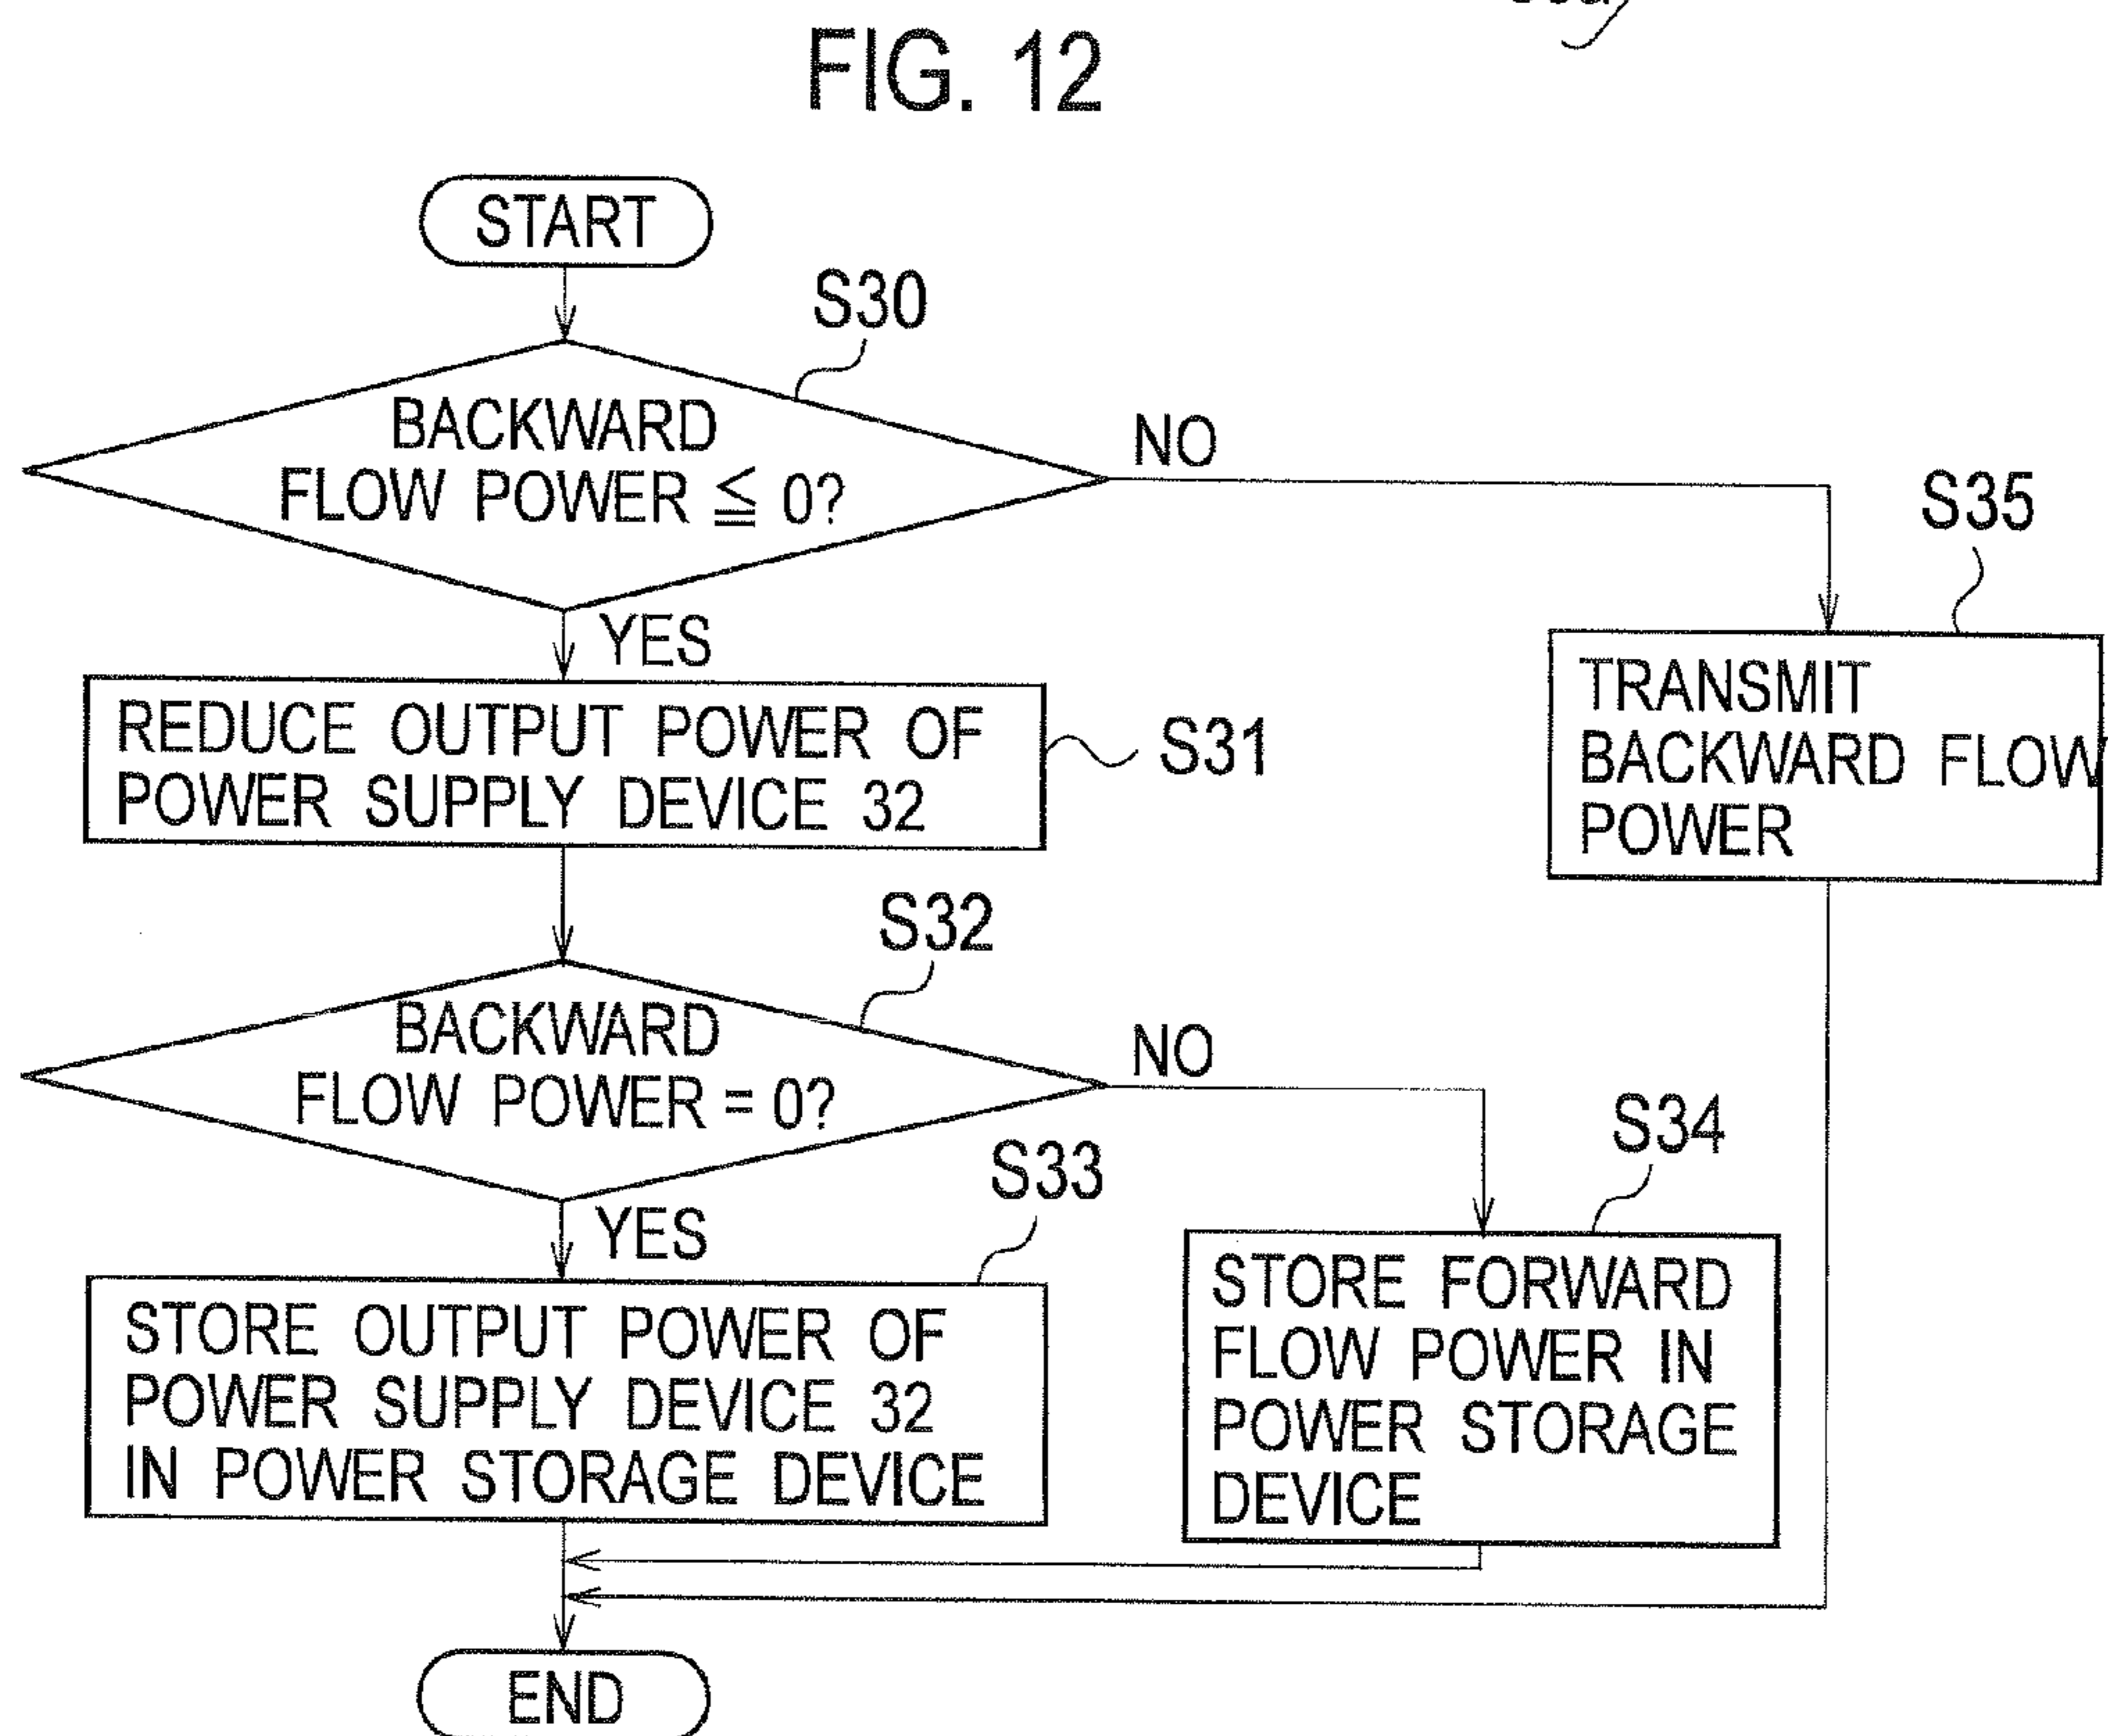 FIG. 12
START
S30
BACKWARD
FLOW POWER ≦ 0?
NO
YES
S35
TRANSMIT
BACKWARD FLOW
POWER
REDUCE OUTPUT POWER OF
POWER SUPPLY DEVICE 32
S31
S32
BACKWARD
FLOW POWER = 0?
NO
YES
S34
STORE FORWARD
FLOW POWER IN
POWER STORAGE
DEVICE
S33
STORE OUTPUT POWER OF
POWER SUPPLY DEVICE 32
IN POWER STORAGE DEVICE
END